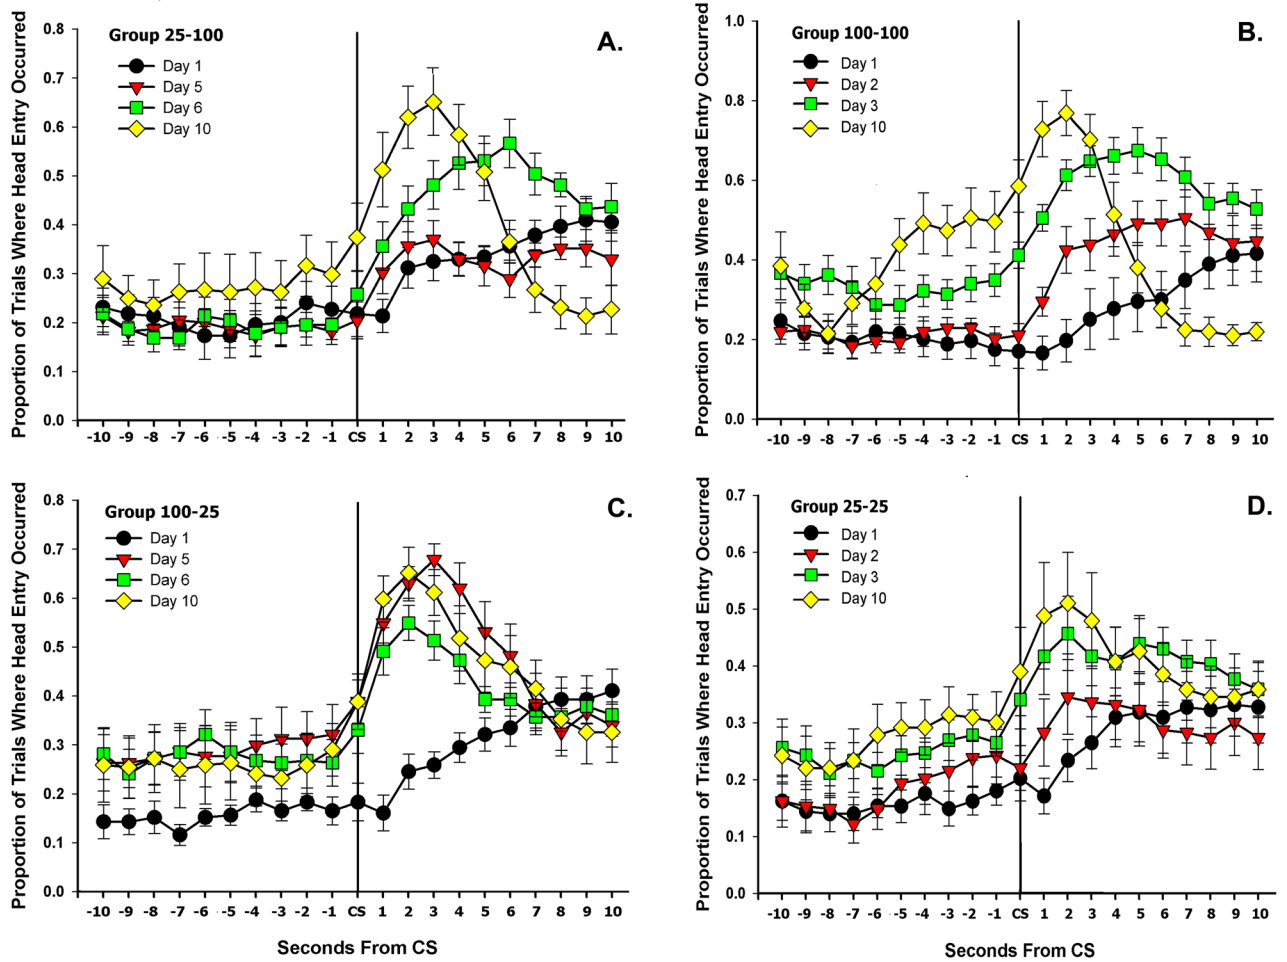 Proportion of Trials Where Head Entry Occurred
Group 25-100
A.
Day 1
Day 5
Day 6
Day 10
0.8
0.7
0.6
0.5
0.4
0.3
0.2
0.1
0.0
-10 -9 -8 -7 -6 -5 -4 -3 -2 -1 CS 1 2 3 4 5 6 7 8 9 10
Proportion of Trials Where Head Entry Occurred
Group 100-100
B.
Day 1
Day 2
Day 3
Day 10
1.0
0.8
0.6
0.4
0.2
0.0
-10 -9 -8 -7 -6 -5 -4 -3 -2 -1 CS 1 2 3 4 5 6 7 8 9 10
Proportion of Trials Where Head Entry Occurred
Group 100-25
C.
Day 1
Day 5
Day 6
Day 10
0.8
0.7
0.6
0.5
0.4
0.3
0.2
0.1
0.0
-10 -9 -8 -7 -6 -5 -4 -3 -2 -1 CS 1 2 3 4 5 6 7 8 9 10
Seconds From CS
Proportion of Trials Where Head Entry Occurred
Group 25-25
D.
Day 1
Day 2
Day 3
Day 10
0.7
0.6
0.5
0.4
0.3
0.2
0.1
0.0
-10 -9 -8 -7 -6 -5 -4 -3 -2 -1 CS 1 2 3 4 5 6 7 8 9 10
Seconds From CS